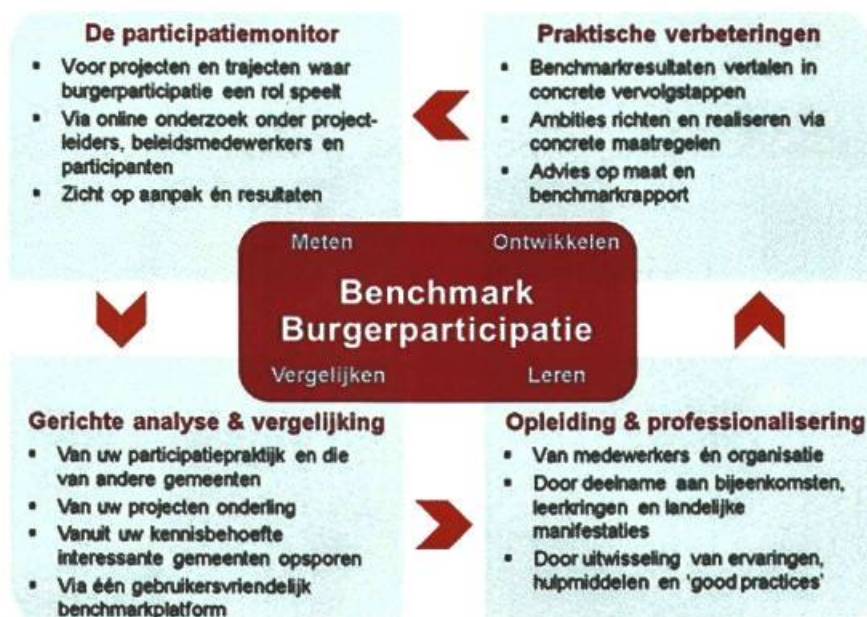 De participatiemonitor
▪ Voor projecten en trajecten waar
burgerparticipatie een rol speelt
▪ Via online onderzoek onder project-
leiders, beleidsmedewerkers en
participanten
▪ Zicht op aanpak én resultaten
Praktische verbeteringen
▪ Benchmarkresultaten vertalen in
concrete vervolgstappen
▪ Ambities richten en realiseren via
concrete maatregelen
▪ Advies op maat en
benchmarkrapport
Meten
Ontwikkelen
Benchmark
Burgerparticipatie
Vergelijken
Leren
Gerichte analyse & vergelijking
▪ Van uw participatiepraktijk en die
van andere gemeenten
▪ Van uw projecten onderling
▪ Vanuit uw kennisbehoefte
interessante gemeenten opsporen
▪ Via één gebruikersvriendelijk
benchmarkplatform
Opleiding & professionalisering
▪ Van medewerkers én organisatie
▪ Door deelname aan bijeenkomsten,
leerkringen en landelijke
manifestaties
▪ Door uitwisseling van ervaringen,
hulpmiddelen en 'good practices'